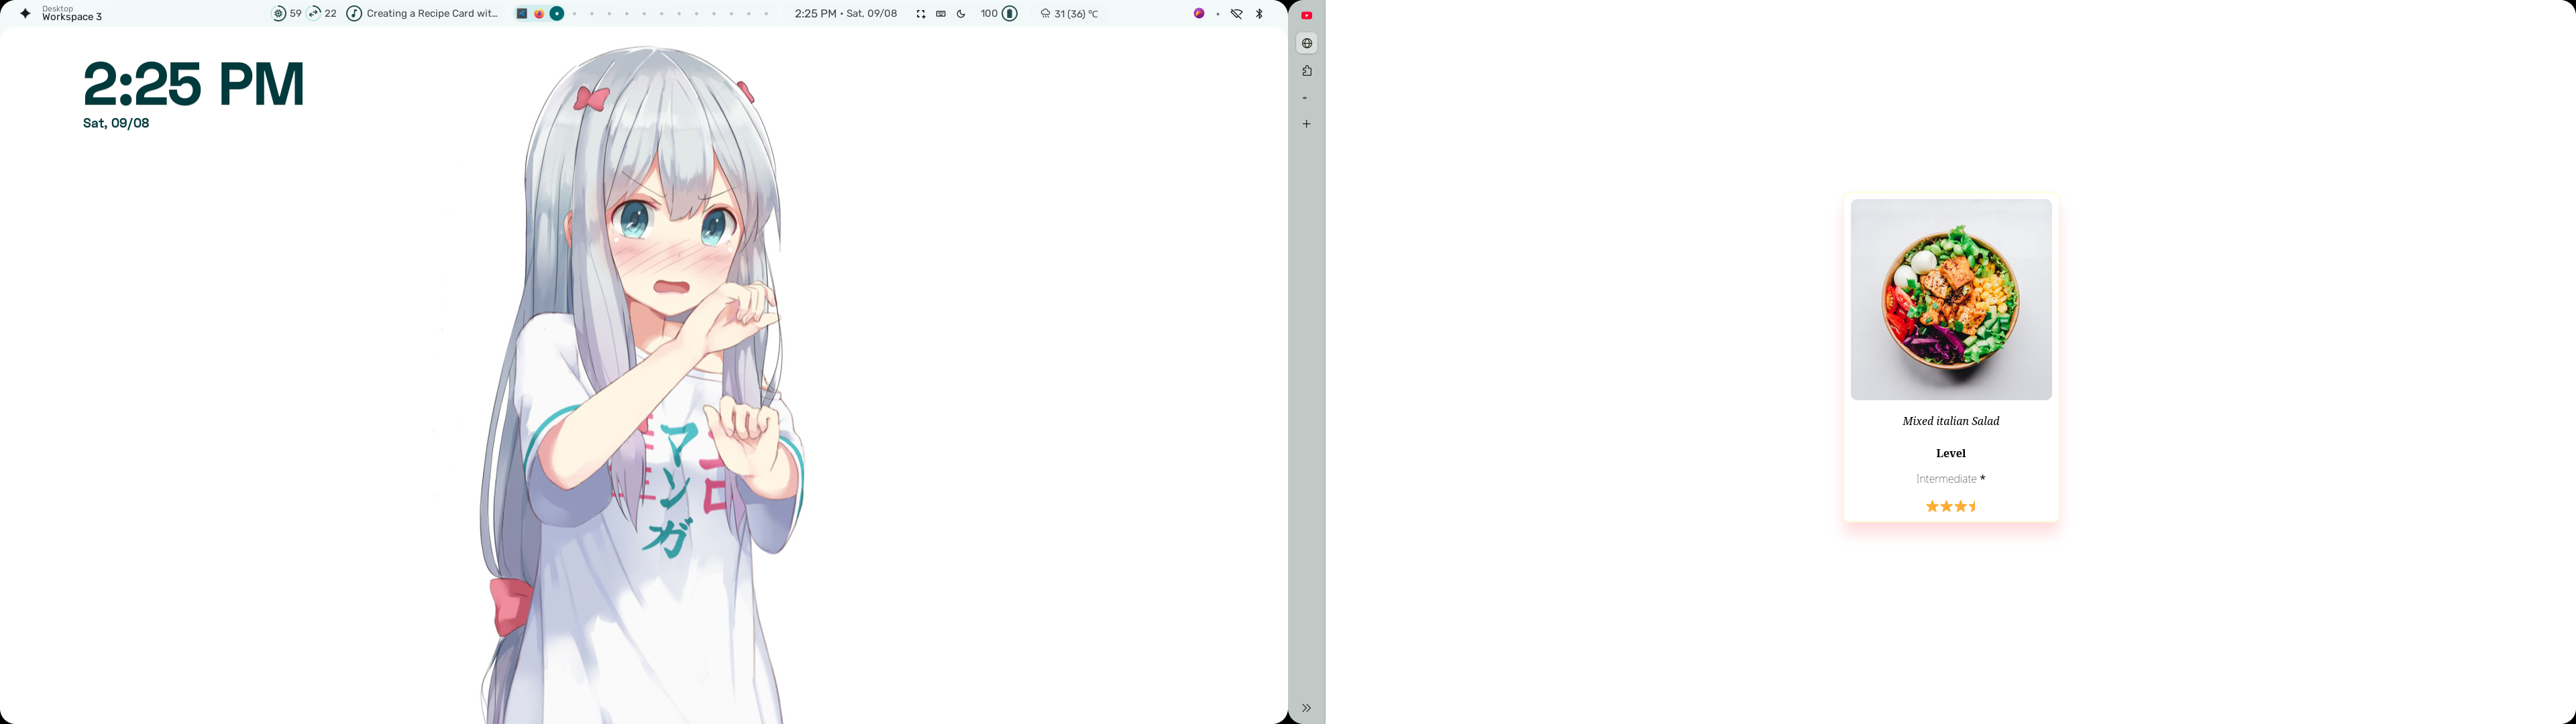 Desktop
Workspace 3
59
22
Creating a Recipe Card wit...
2:25 PM • Sat, 09/08
100
31 (36) °C
2:25 PM
Sat, 09/08
マンガ
エロ
Mixed italian Salad
Level
Intermediate *